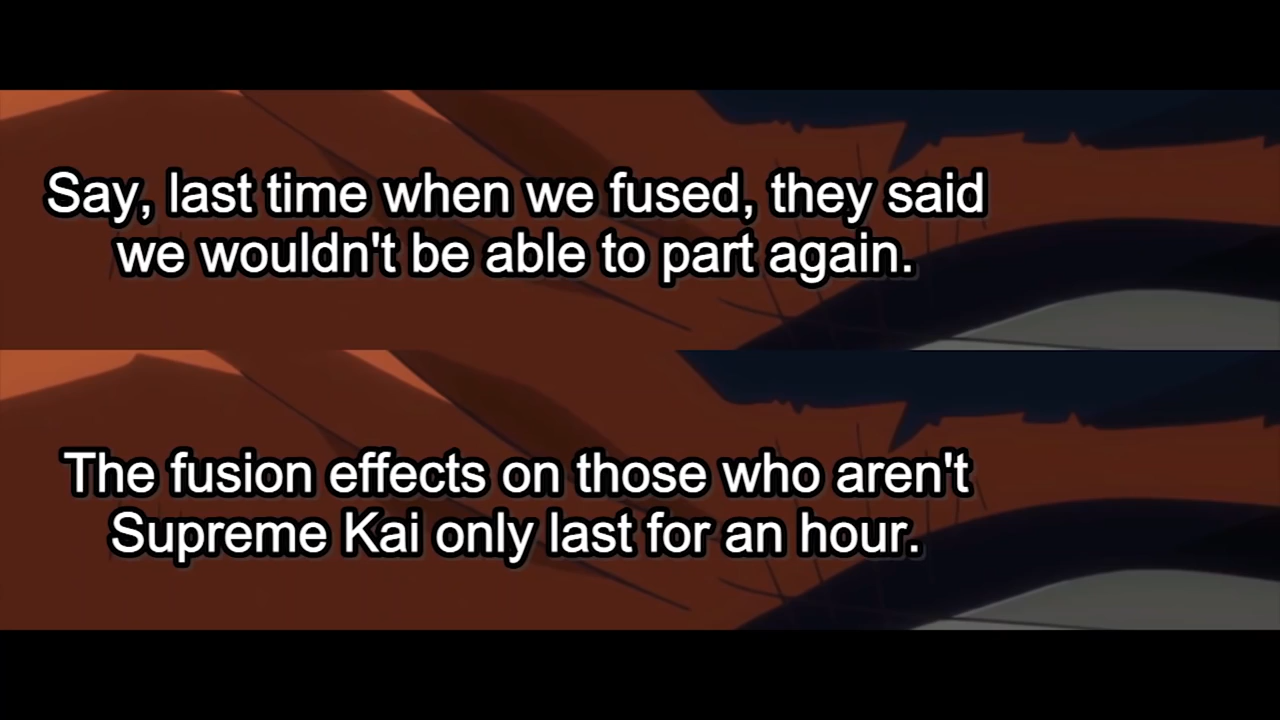 Say, last time when we fused, they said
we wouldn't be able to part again.
The fusion effects on those who aren't
Supreme Kai only last for an hour.